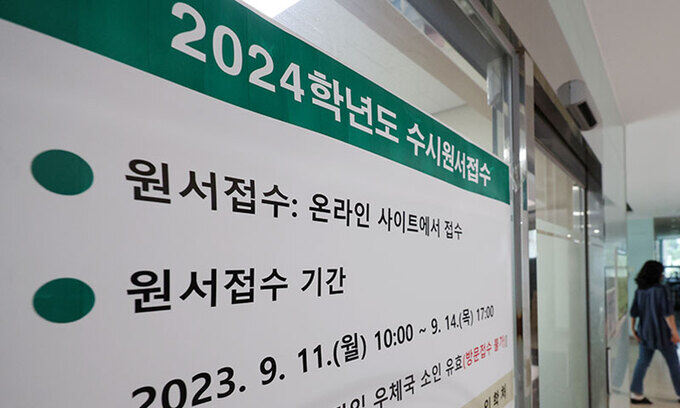 2024학년도 수시원서접수
원서접수: 온라인 사이트에서 접수
원서접수 기간
2023. 9. 11.(월) 10:00 ~ 9. 14.(목) 17:00
우체국 소인 유효(방문접수 불가)
입학처